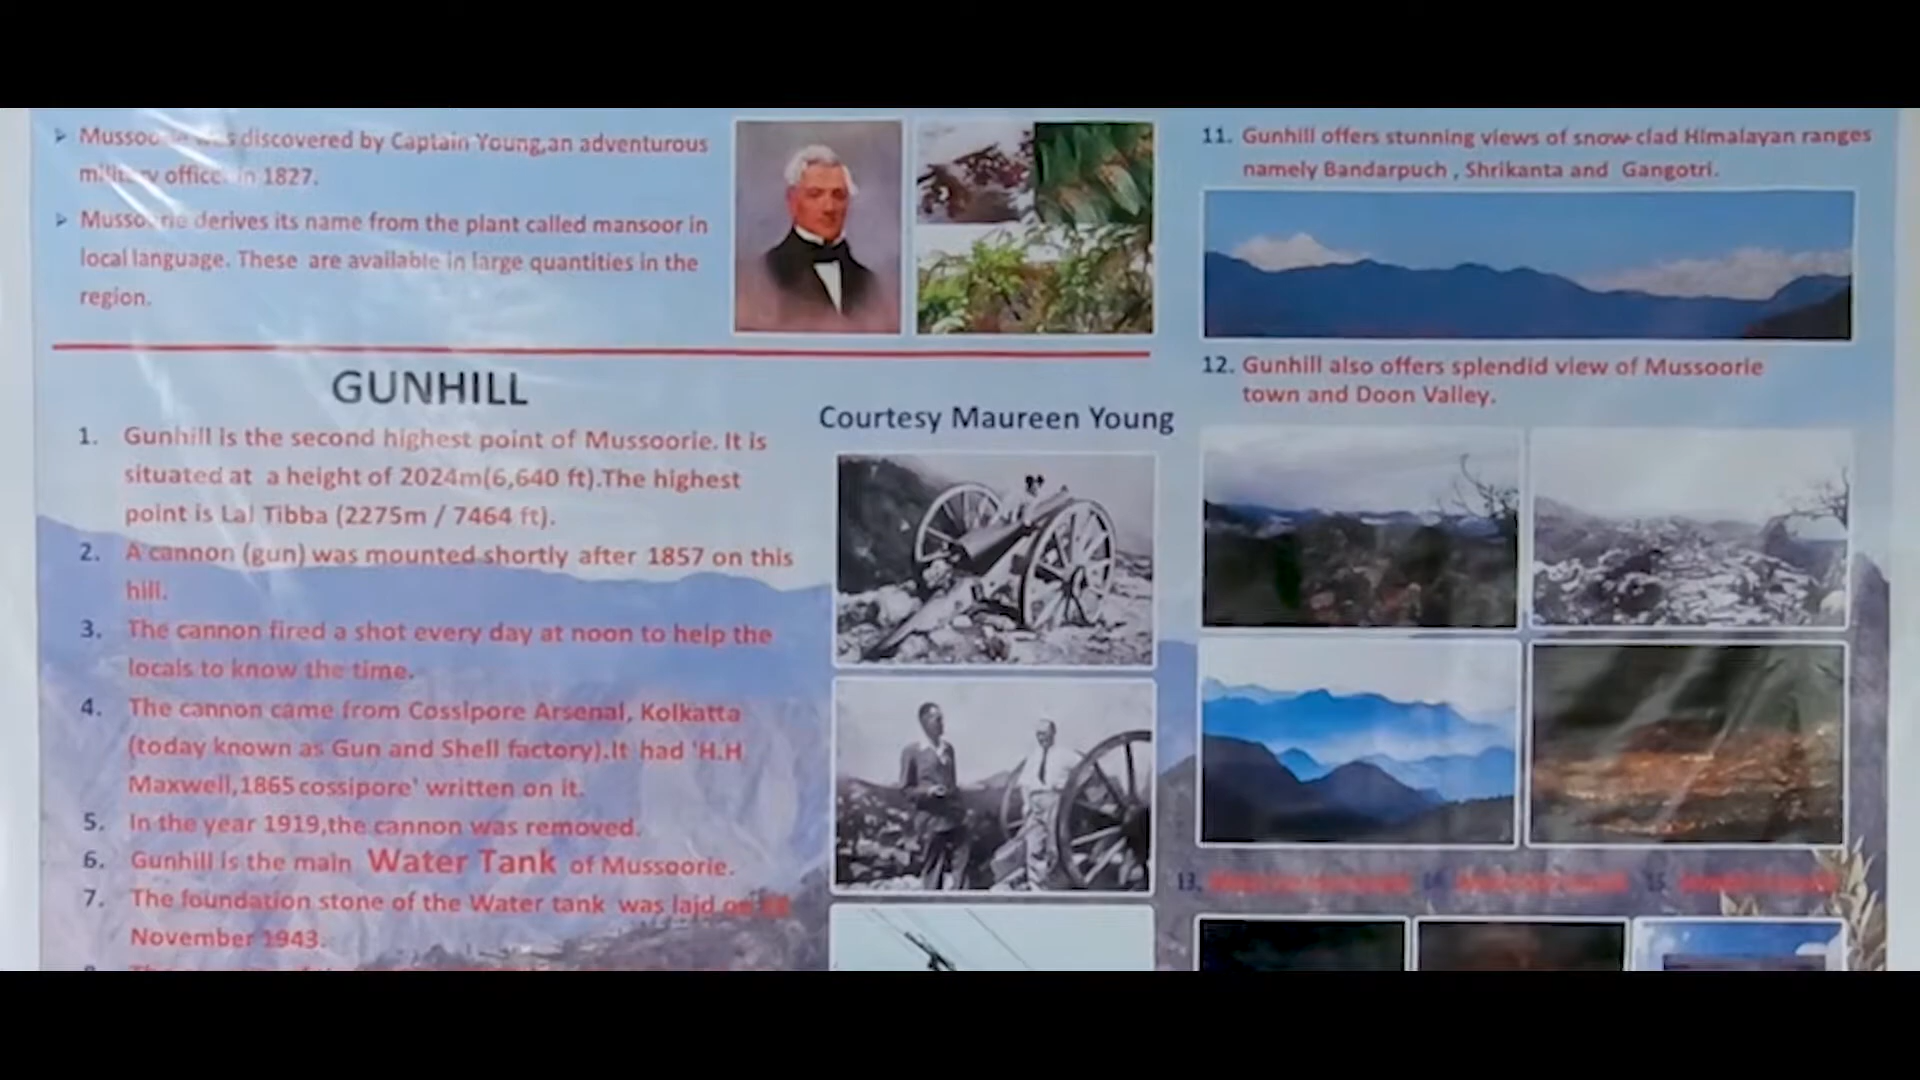 ➢ Mussoorie was discovered by Captain Young,an adventurous
military office in 1827.
➢ Mussoorie derives its name from the plant called mansoor in
local language. These are available in large quantities in the
region.
GUNHILL
Courtesy Maureen Young
1. Gunhill is the second highest point of Mussoorie. It is
situated at a height of 2024m(6,640 ft).The highest
point is Lal Tibba (2275m / 7464 ft).
2. A cannon (gun) was mounted shortly after 1857 on this
hill.
3. The cannon fired a shot every day at noon to help the
locals to know the time.
4. The cannon came from Cossipore Arsenal, Kolkatta
(today known as Gun and Shell factory).It had 'H.H
Maxwell,1865 cossipore' written on it.
5. In the year 1919,the cannon was removed.
6. Gunhill is the main Water Tank of Mussoorie.
7. The foundation stone of the Water tank was laid on
November 1943.
8.
11. Gunhill offers stunning views of snow-clad Himalayan ranges
namely Bandarpuch , Shrikanta and Gangotri.
12. Gunhill also offers splendid view of Mussoorie
town and Doon Valley.
13.